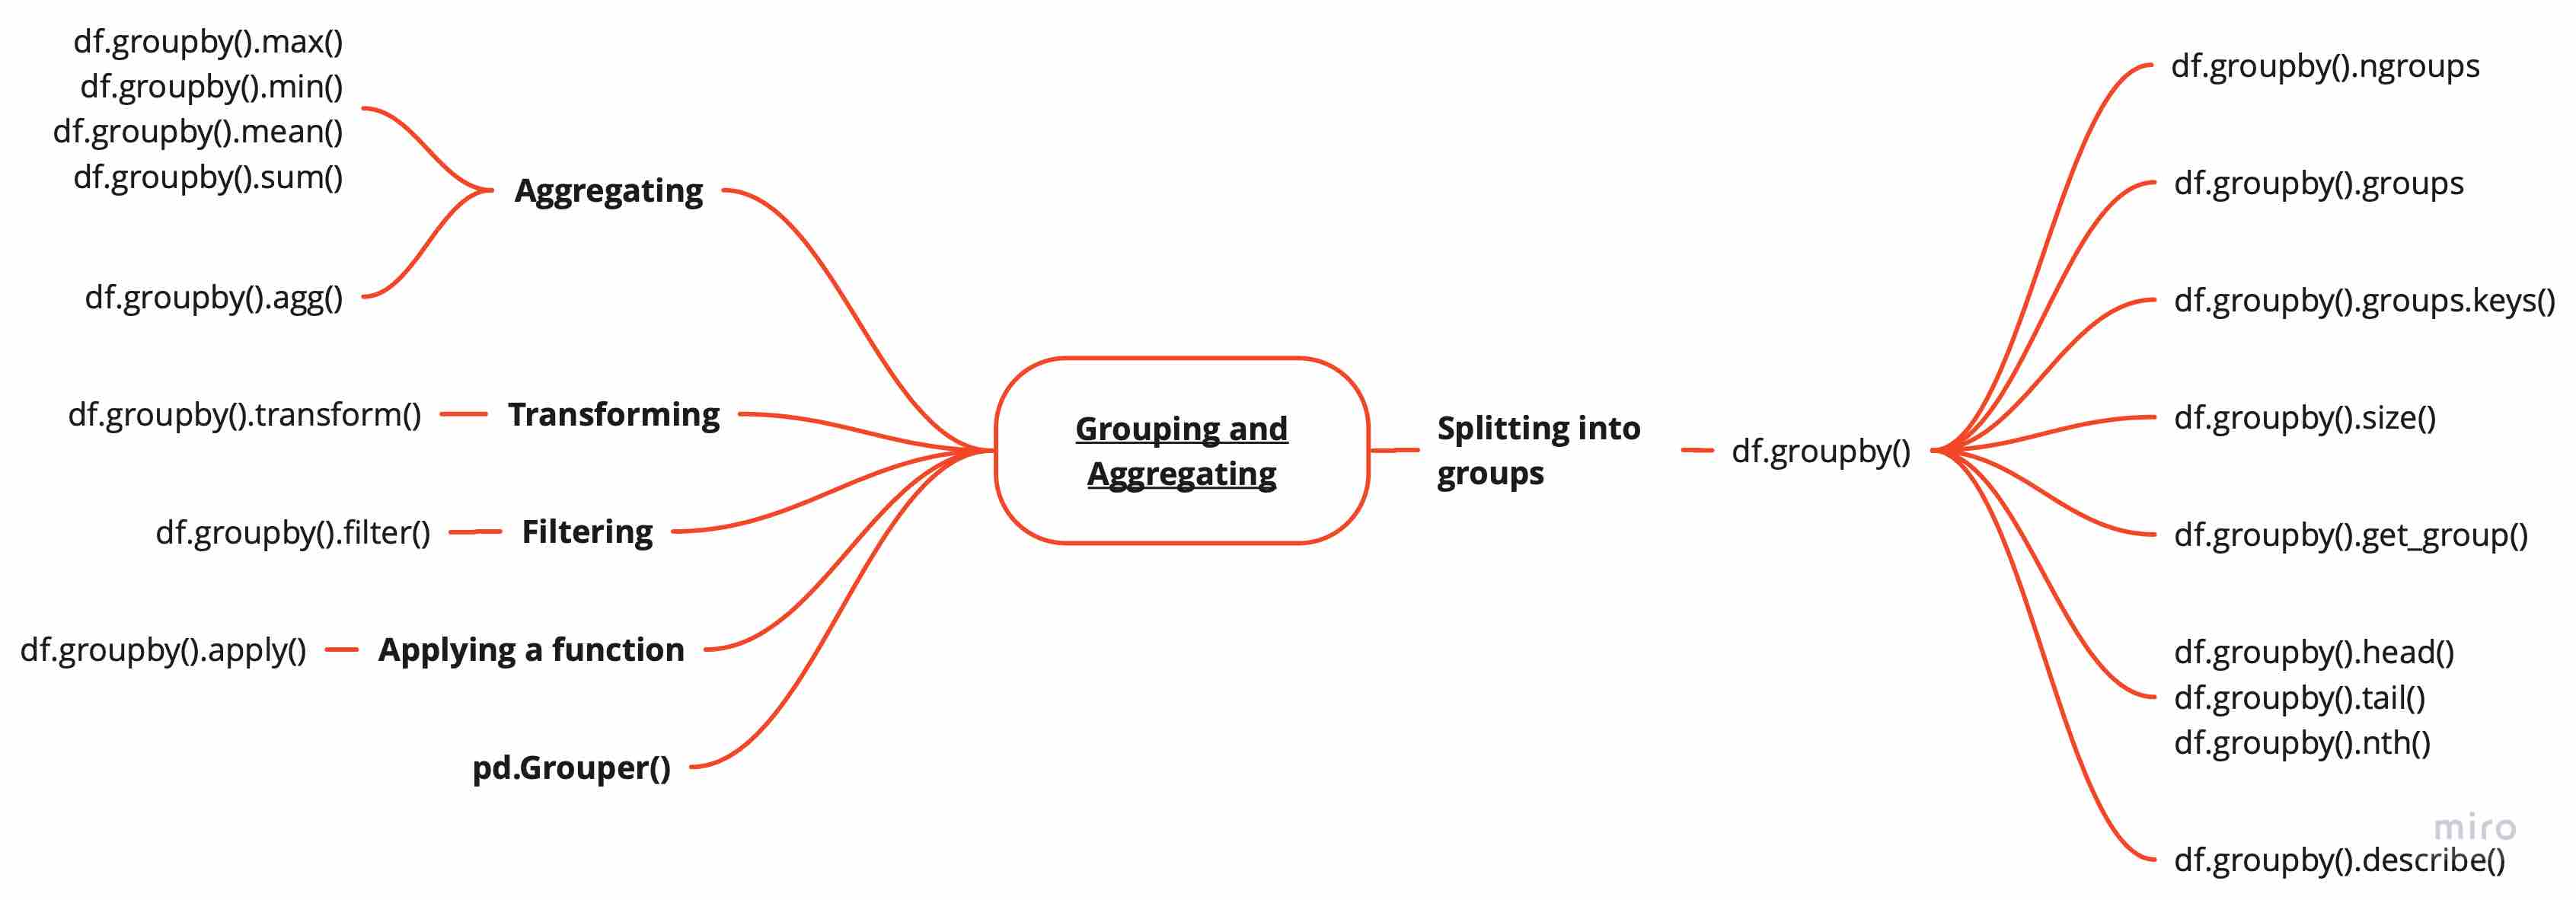 df.groupby().max()
df.groupby().min()
df.groupby().mean()
df.groupby().sum()
Aggregating
df.groupby().agg()
df.groupby().transform()
Transforming
df.groupby().filter()
Filtering
df.groupby().apply()
Applying a function
pd.Grouper()
Grouping and
Aggregating
Splitting into
groups
df.groupby()
df.groupby().ngroups
df.groupby().groups
df.groupby().groups.keys()
df.groupby().size()
df.groupby().get_group()
df.groupby().head()
df.groupby().tail()
df.groupby().nth()
df.groupby().describe()
miro